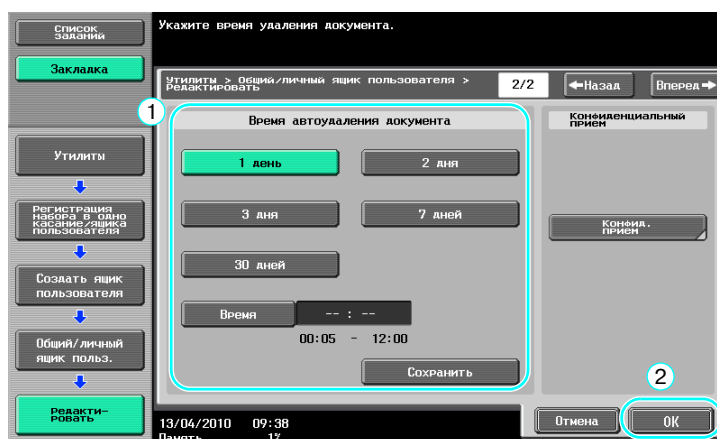 Список
заданий
Закладка
Утилиты
Регистрация
набора в одно
касание/ящика
пользователя
Создать ящик
пользователя
Общий/личный
ящик польз.
Редакти-
ровать
Укажите время удаления документа.
Утилиты > Общий/личный ящик пользователя >
Редактировать
2/2
←Назад
Вперед→
1
Время автоудаления документа
1 день
2 дня
3 дня
7 дней
30 дней
Время
-- : --
00:05 - 12:00
Сохранить
Конфиденциальный
прием
Конфид.
прием
2
13/04/2010 09:38
Память 1%
Отмена
OK